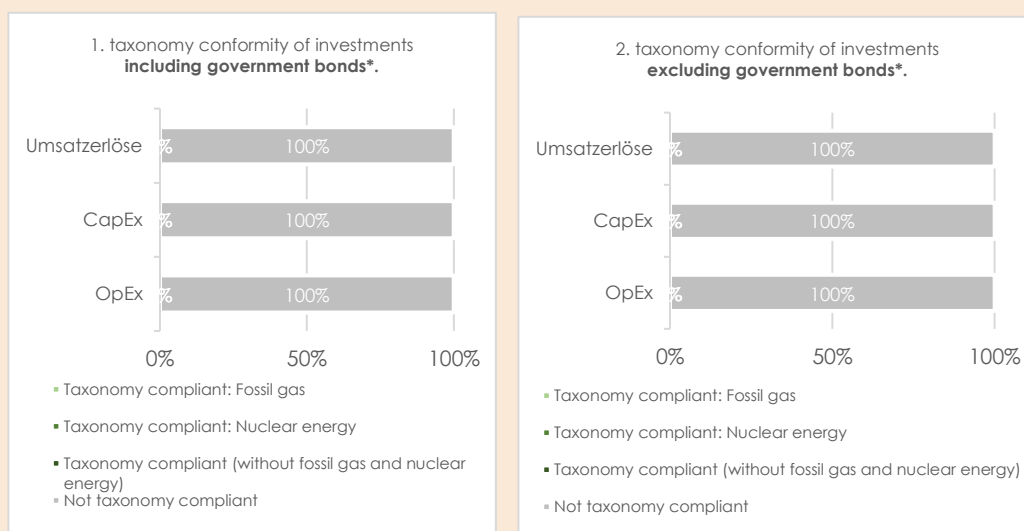 1. taxonomy conformity of investments
including government bonds*.
Umsatzerlöse
%
100%
CapEx
%
100%
OpEx
%
100%
0%
50%
100%
Taxonomy compliant: Fossil gas
Taxonomy compliant: Nuclear energy
Taxonomy compliant (without fossil gas and nuclear
energy)
Not taxonomy compliant
2. taxonomy conformity of investments
excluding government bonds*.
Umsatzerlöse
%
100%
CapEx
%
100%
OpEx
%
100%
0%
50%
100%
Taxonomy compliant: Fossil gas
Taxonomy compliant: Nuclear energy
Taxonomy compliant (without fossil gas and nuclear energy)
Not taxonomy compliant